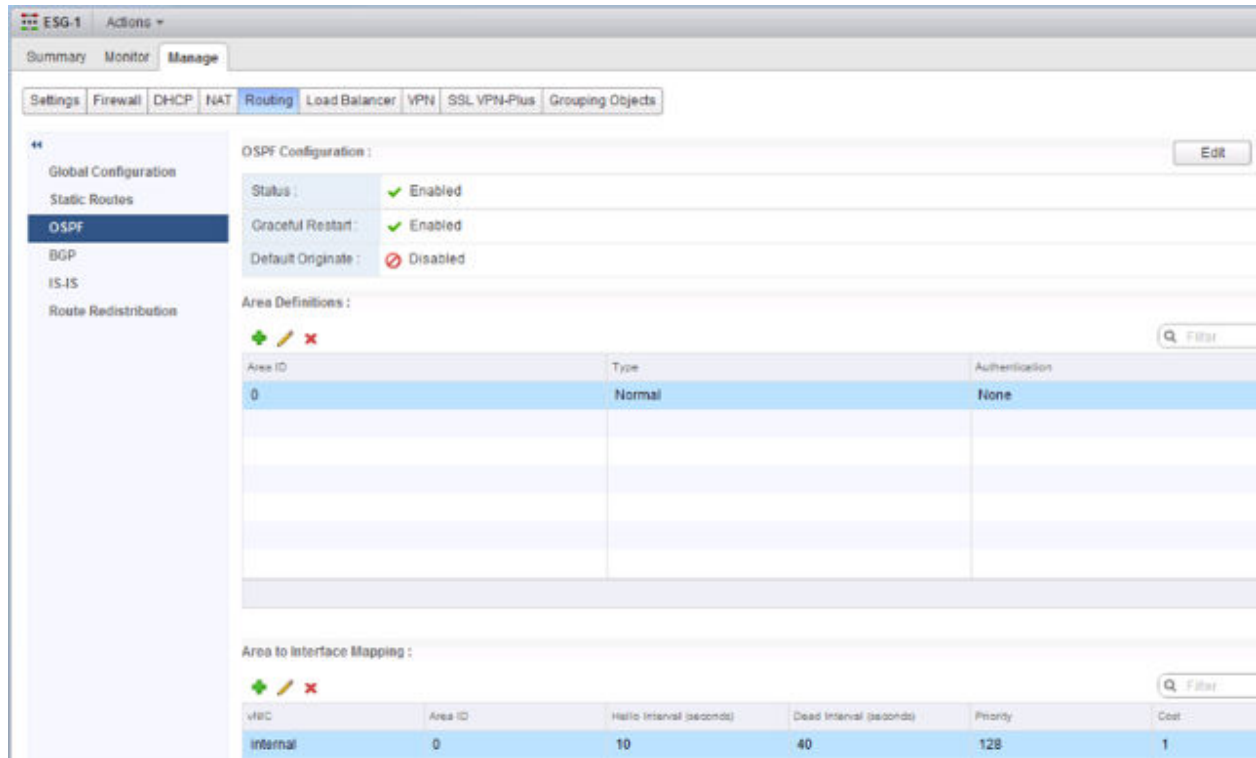 ESG-1 Actions
Summary Monitor Manage
Settings Firewall DHCP NAT Routing Load Balancer VPN SSL VPN-Plus Grouping Objects
Global Configuration
Static Routes
OSPF
BGP
IS-IS
Route Redistribution
OSPF Configuration :
Edit
Status : Enabled
Graceful Restart : Enabled
Default Originate : Disabled
Area Definitions :
Filter
Area ID Type Authentication
0 Normal None
Area to Interface Mapping :
Filter
vNIC Area ID Hello Interval (seconds) Dead Interval (seconds) Priority Cost
internal 0 10 40 128 1